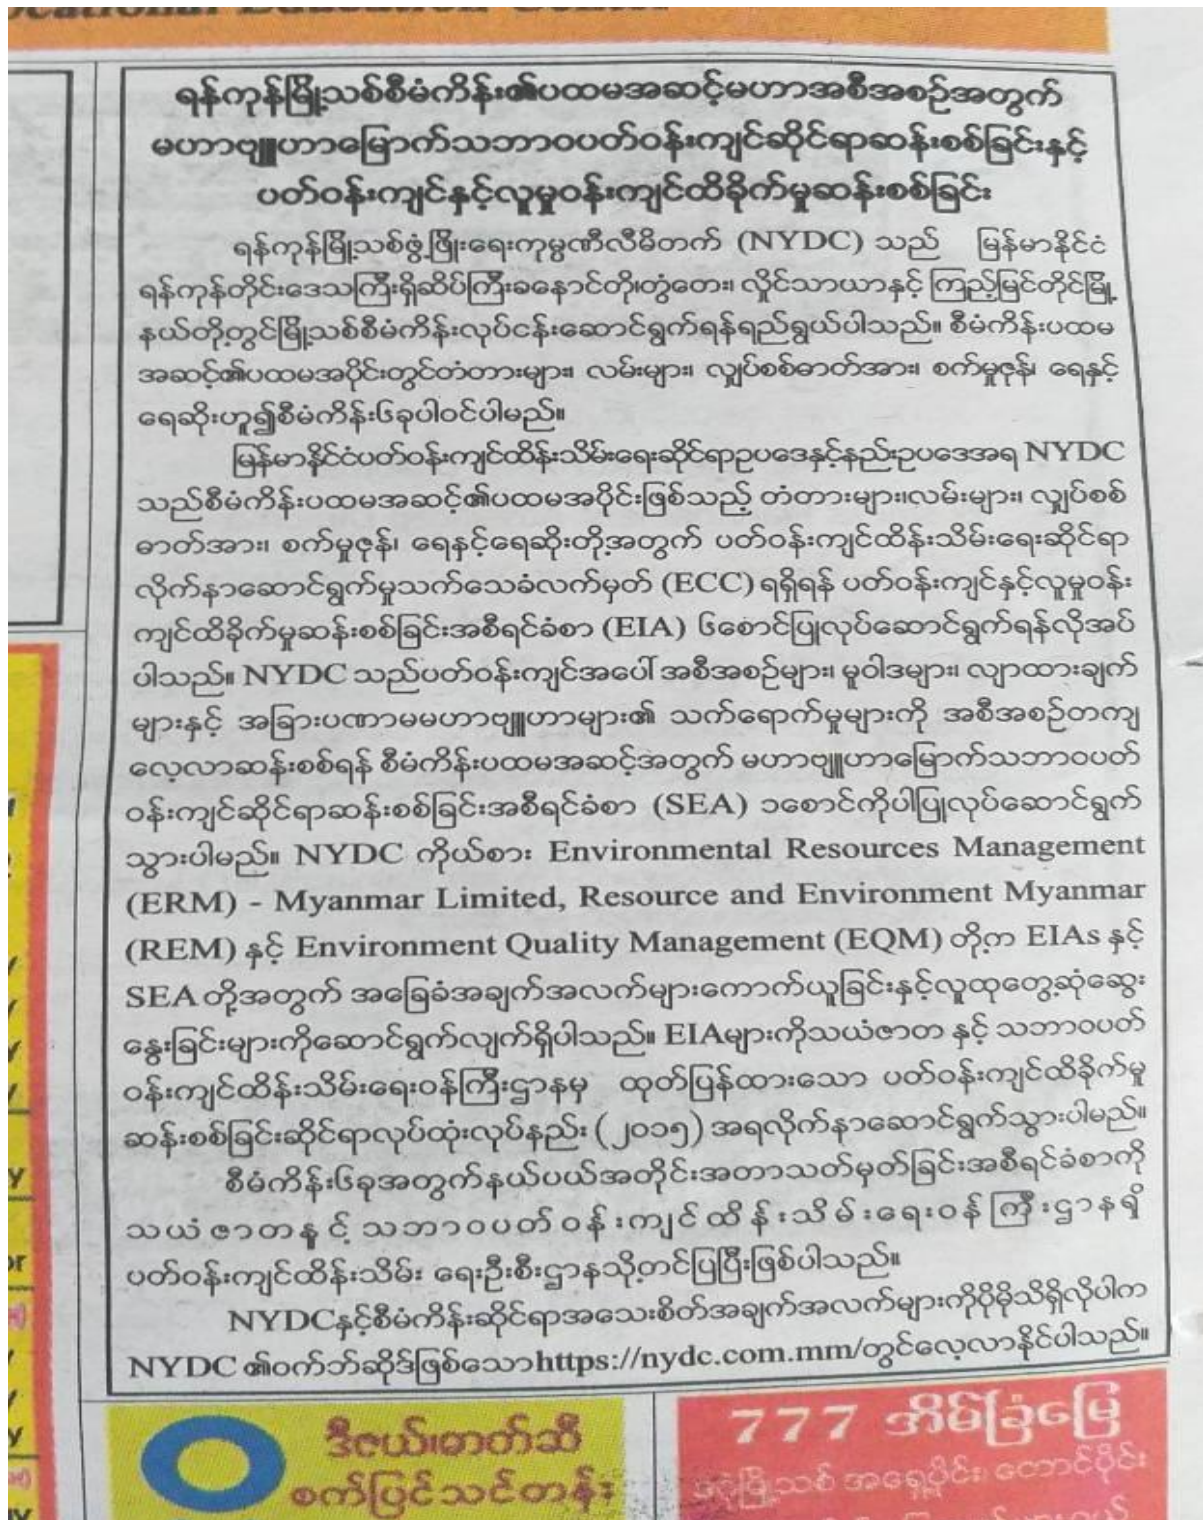 ရန်ကုန်မြို့သစ်စီမံကိန်း၏ပထမအဆင့်မဟာအစီအစဉ်အတွက်
မဟာဗျူဟာမြောက်သဘာဝပတ်ဝန်းကျင်ဆိုင်ရာဆန်းစစ်ခြင်းနှင့်
ပတ်ဝန်းကျင်နှင့်လူမှုဝန်းကျင်ထိခိုက်မှုဆန်းစစ်ခြင်း
ရန်ကုန်မြို့သစ်ဖွံ့ဖြိုးရေးကုမ္ပဏီလီမိတက် (NYDC) သည် မြန်မာနိုင်ငံ
ရန်ကုန်တိုင်းဒေသကြီးရှိဆိပ်ကြီးခနောင်တို၊တွံတေး၊ လှိုင်သာယာနှင့် ကြည့်မြင်တိုင်မြို့
နယ်တို့တွင်မြို့သစ်စီမံကိန်းလုပ်ငန်းဆောင်ရွက်ရန်ရည်ရွယ်ပါသည်။ စီမံကိန်းပထမ
အဆင့်၏ပထမအပိုင်းတွင်တံတားများ၊ လမ်းများ၊ လျှပ်စစ်ဓာတ်အား၊ စက်မှုဇုန်၊ ရေနှင့်
ရေဆိုးဟူ၍စီမံကိန်း၆ခုပါဝင်ပါမည်။
မြန်မာနိုင်ငံပတ်ဝန်းကျင်ထိန်းသိမ်းရေးဆိုင်ရာဥပဒေနှင့်နည်းဥပဒေအရ NYDC
သည်စီမံကိန်းပထမအဆင့်၏ပထမအပိုင်းဖြစ်သည့် တံတားများ၊လမ်းများ၊ လျှပ်စစ်
ဓာတ်အား၊ စက်မှုဇုန်၊ ရေနှင့်ရေဆိုးတို့အတွက် ပတ်ဝန်းကျင်ထိန်းသိမ်းရေးဆိုင်ရာ
လိုက်နာဆောင်ရွက်မှုသက်သေခံလက်မှတ် (ECC) ရရှိရန် ပတ်ဝန်းကျင်နှင့်လူမှုဝန်း
ကျင်ထိခိုက်မှုဆန်းစစ်ခြင်းအစီရင်ခံစာ (EIA) ၆စောင်ပြုလုပ်ဆောင်ရွက်ရန်လိုအပ်
ပါသည်။ NYDC သည်ပတ်ဝန်းကျင်အပေါ် အစီအစဉ်များ၊ မူဝါဒများ၊ လျာထားချက်
များနှင့် အခြားပဏာမမဟာဗျူဟာများ၏ သက်ရောက်မှုများကို အစီအစဉ်တကျ
လေ့လာဆန်းစစ်ရန် စီမံကိန်းပထမအဆင့်အတွက် မဟာဗျူဟာမြောက်သဘာဝပတ်
ဝန်းကျင်ဆိုင်ရာဆန်းစစ်ခြင်းအစီရင်ခံစာ (SEA) ၁စောင်ကိုပါပြုလုပ်ဆောင်ရွက်
သွားပါမည်။ NYDC ကိုယ်စား Environmental Resources Management
(ERM) - Myanmar Limited, Resource and Environment Myanmar
(REM) နှင့် Environment Quality Management (EQM) တို့က EIAs နှင့်
SEA တို့အတွက် အခြေခံအချက်အလက်များကောက်ယူခြင်းနှင့်လူထုတွေ့ဆုံဆွေး
နွေးခြင်းများကိုဆောင်ရွက်လျက်ရှိပါသည်။ EIAများကိုသယံဇာတ နှင့် သဘာဝပတ်
ဝန်းကျင်ထိန်းသိမ်းရေးဝန်ကြီးဌာနမှ ထုတ်ပြန်ထားသော ပတ်ဝန်းကျင်ထိခိုက်မှု
ဆန်းစစ်ခြင်းဆိုင်ရာလုပ်ထုံးလုပ်နည်း (၂၀၁၅) အရလိုက်နာဆောင်ရွက်သွားပါမည်။
စီမံကိန်း၆ခုအတွက်နယ်ပယ်အတိုင်းအတာသတ်မှတ်ခြင်းအစီရင်ခံစာကို
သယံဇာတနှင့် သဘာဝပတ်ဝန်းကျင်ထိန်းသိမ်းရေးဝန်ကြီးဌာနရှိ
ပတ်ဝန်းကျင်ထိန်းသိမ်း ရေးဦးစီးဌာနသို့တင်ပြပြီးဖြစ်ပါသည်။
NYDCနှင့်စီမံကိန်းဆိုင်ရာအသေးစိတ်အချက်အလက်များကိုပိုမိုသိရှိလိုပါက
NYDC ၏ဝက်ဘ်ဆိုဒ်ဖြစ်သောhttps://nydc.com.mm/တွင်လေ့လာနိုင်ပါသည်။
ဒီဇယ်၊ဓာတ်ဆီ
စက်ပြင်သင်တန်း
777 အိမ်ခြံမြေ
အရှေ့ပိုင်း၊ တောင်ပိုင်း